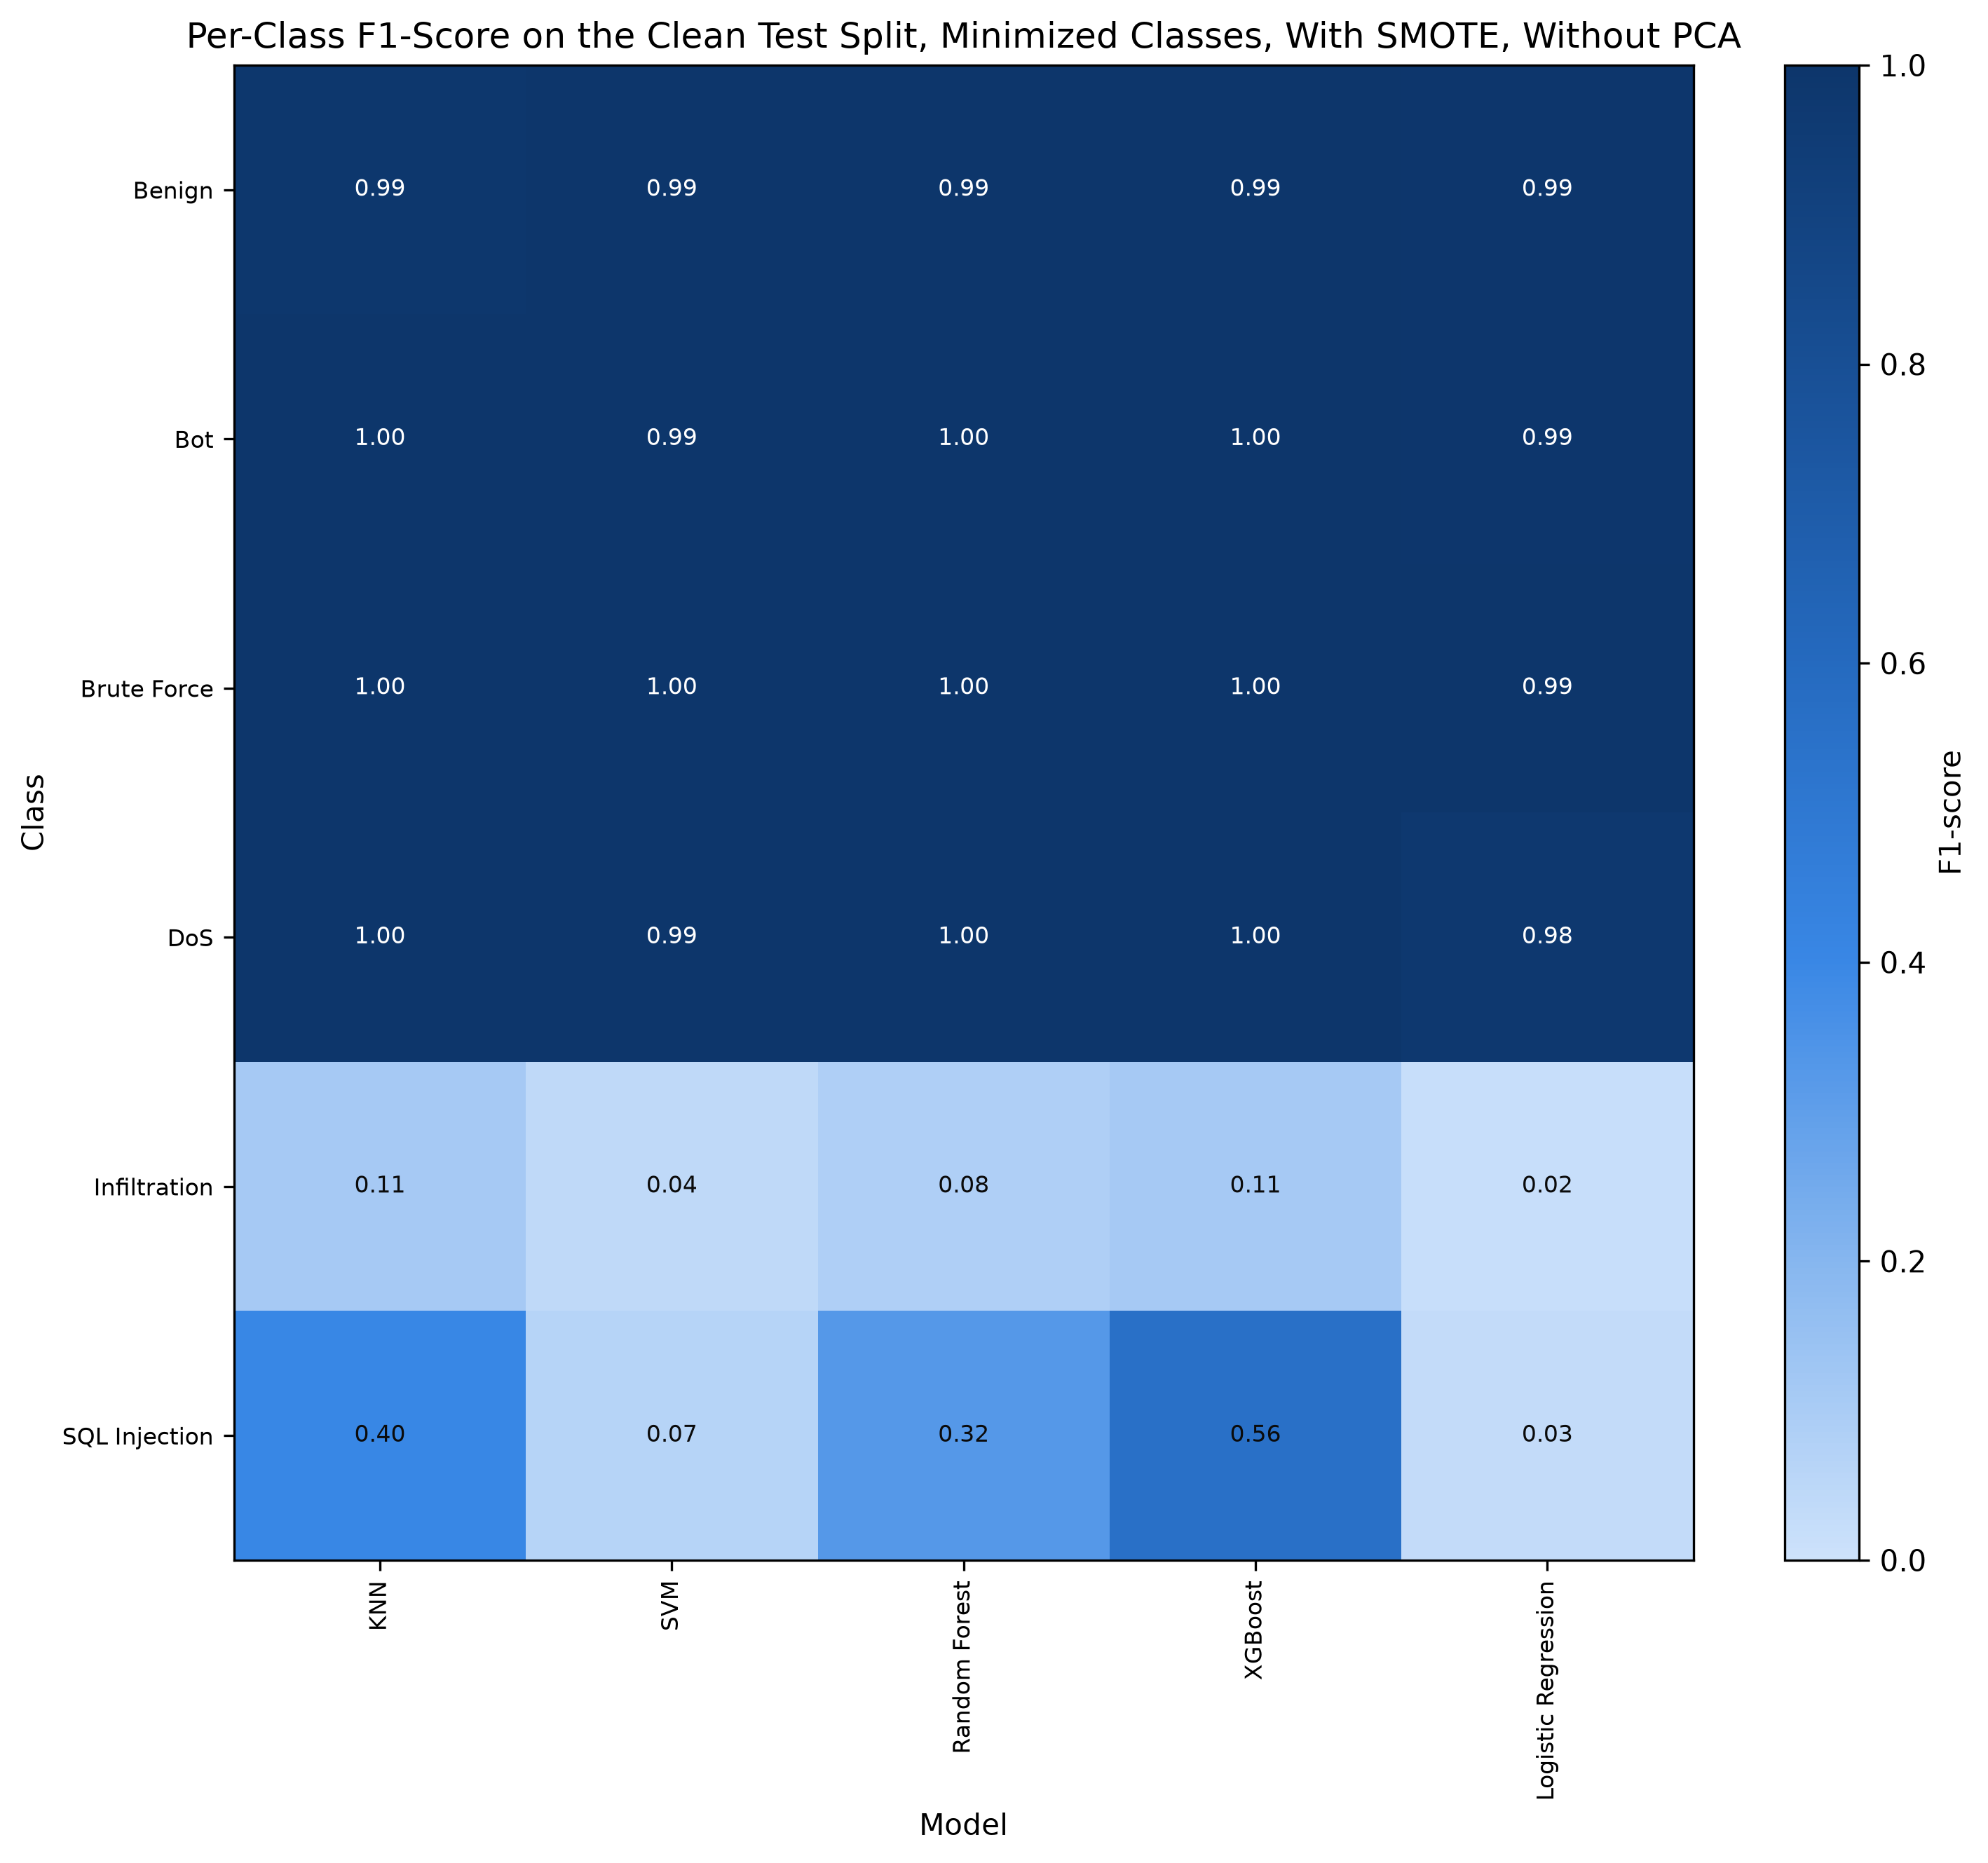 Per-Class F1-Score on the Clean Test Split, Minimized Classes, With SMOTE, Without PCA
Class
Benign 0.99 0.99 0.99 0.99 0.99
Bot 1.00 0.99 1.00 1.00 0.99
Brute Force 1.00 1.00 1.00 1.00 0.99
DoS 1.00 0.99 1.00 1.00 0.98
Infiltration 0.11 0.04 0.08 0.11 0.02
SQL Injection 0.40 0.07 0.32 0.56 0.03
KNN
SVM
Random Forest
XGBoost
Logistic Regression
Model
1.0
0.8
0.6
0.4
0.2
0.0
F1-score